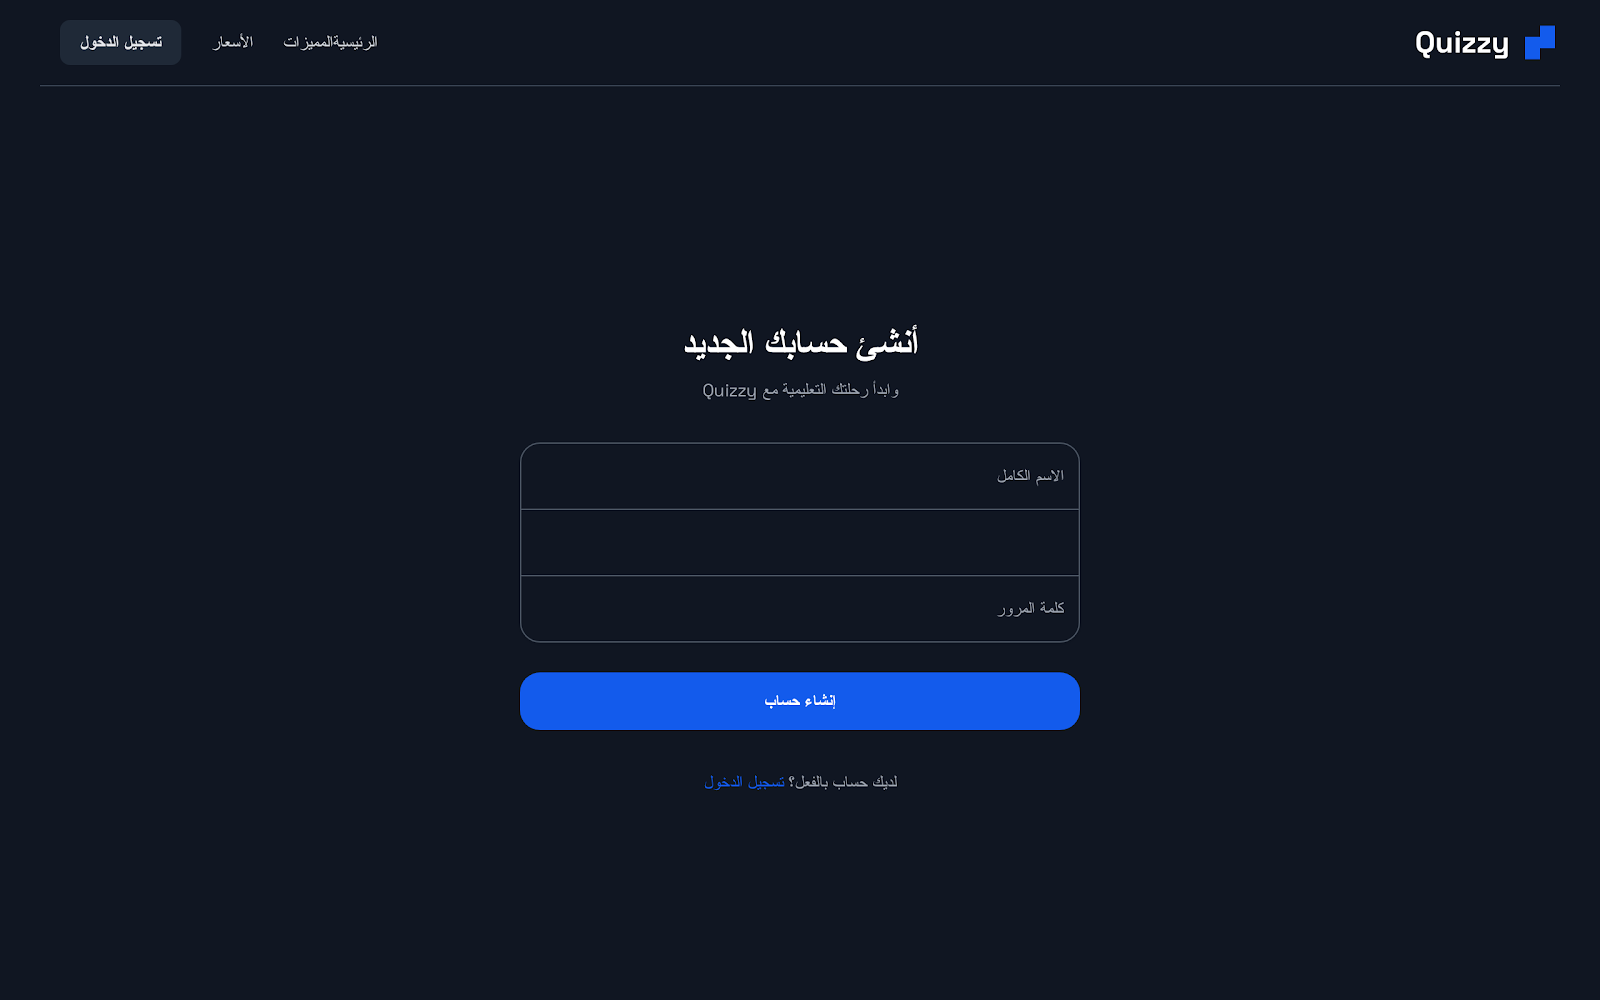 Quizzy
الرئيسيةالمميزات
الأسعار
تسجيل الدخول
أنشئ حسابك الجديد
وابدأ رحلتك التعليمية مع Quizzy
الاسم الكامل
كلمة المرور
إنشاء حساب
لديك حساب بالفعل؟ تسجيل الدخول